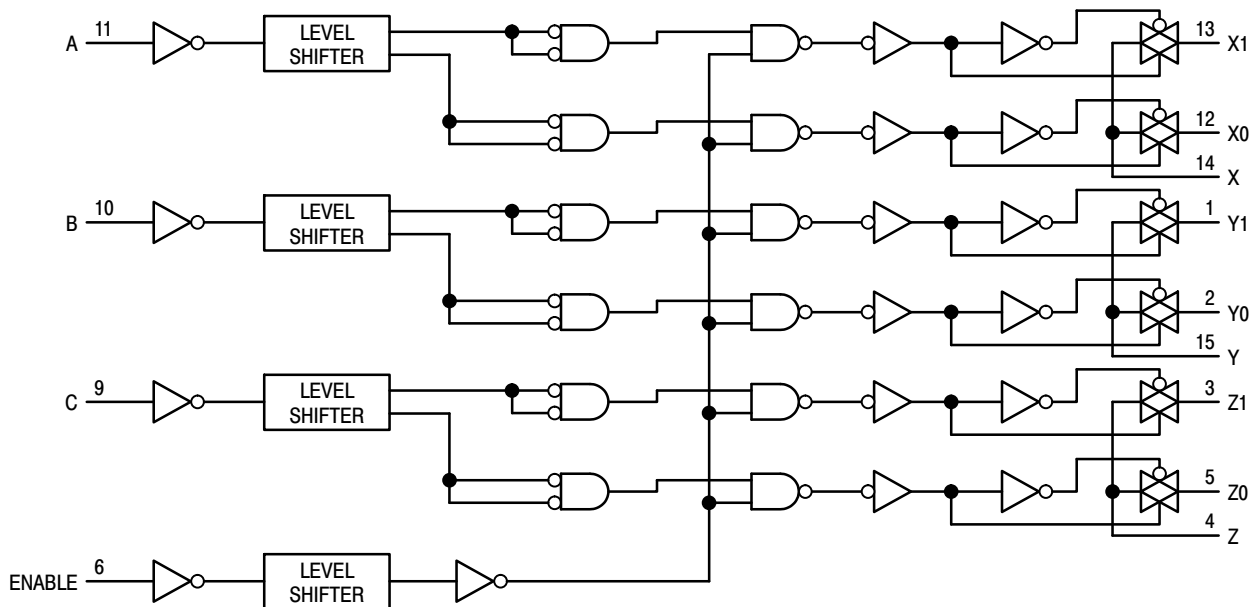 A 11 LEVEL SHIFTER 13 X1
12 X0
14 X
B 10 LEVEL SHIFTER 1 Y1
2 Y0
15 Y
C 9 LEVEL SHIFTER 3 Z1
5 Z0
4 Z
ENABLE 6 LEVEL SHIFTER